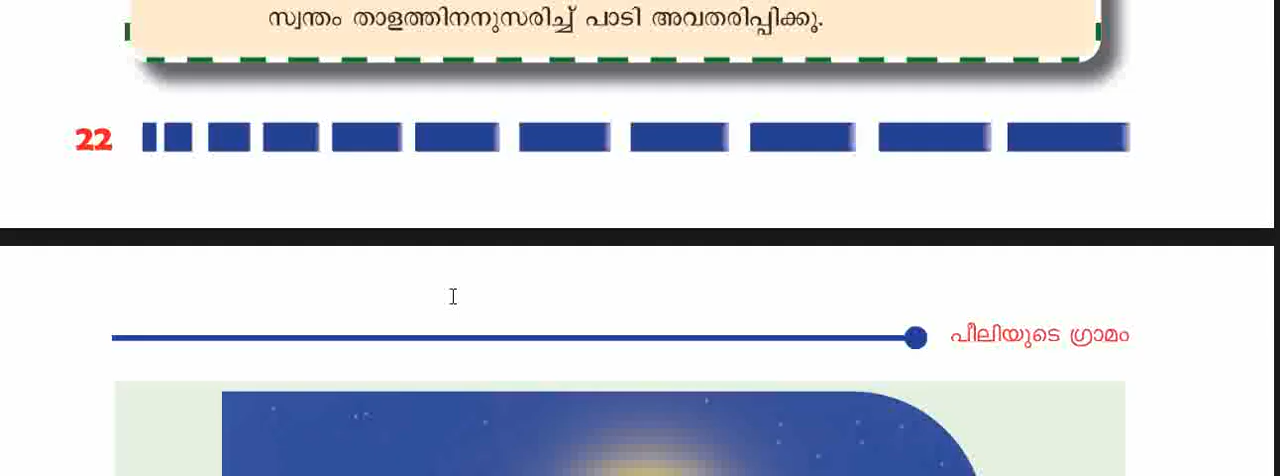 സ്വന്തം താളത്തിനനുസരിച്ച് പാടി അവതരിപ്പിക്കൂ.
22
പീലിയുടെ ഗ്രാമം